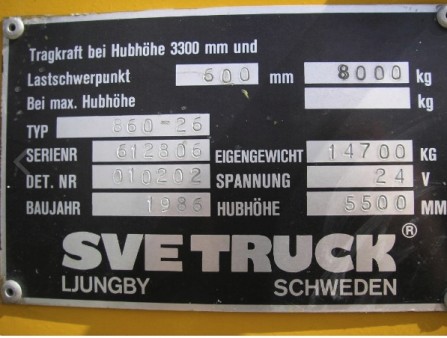 Tragkraft bei Hubhöhe 3300 mm und
Lastschwerpunkt 600 mm 8000 kg
Bei max. Hubhöhe kg
TYP 860-26
SERIENR 612806 EIGENGEWICHT 14700 KG
DET. NR 010202 SPANNUNG 24 V
BAUJAHR 1986 HUBHÖHE 5500 MM
SVETRUCK®
LJUNGBY SCHWEDEN